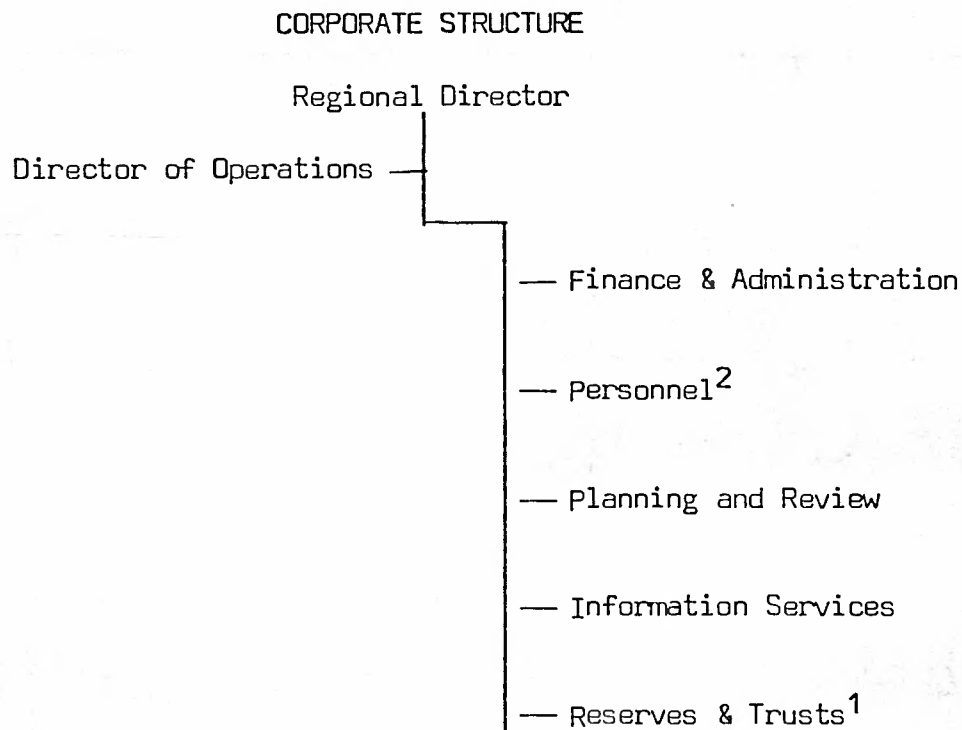 CORPORATE STRUCTURE
Regional Director
Director of Operations
Finance & Administration
Personnel²
Planning and Review
Information Services
Reserves & Trusts¹